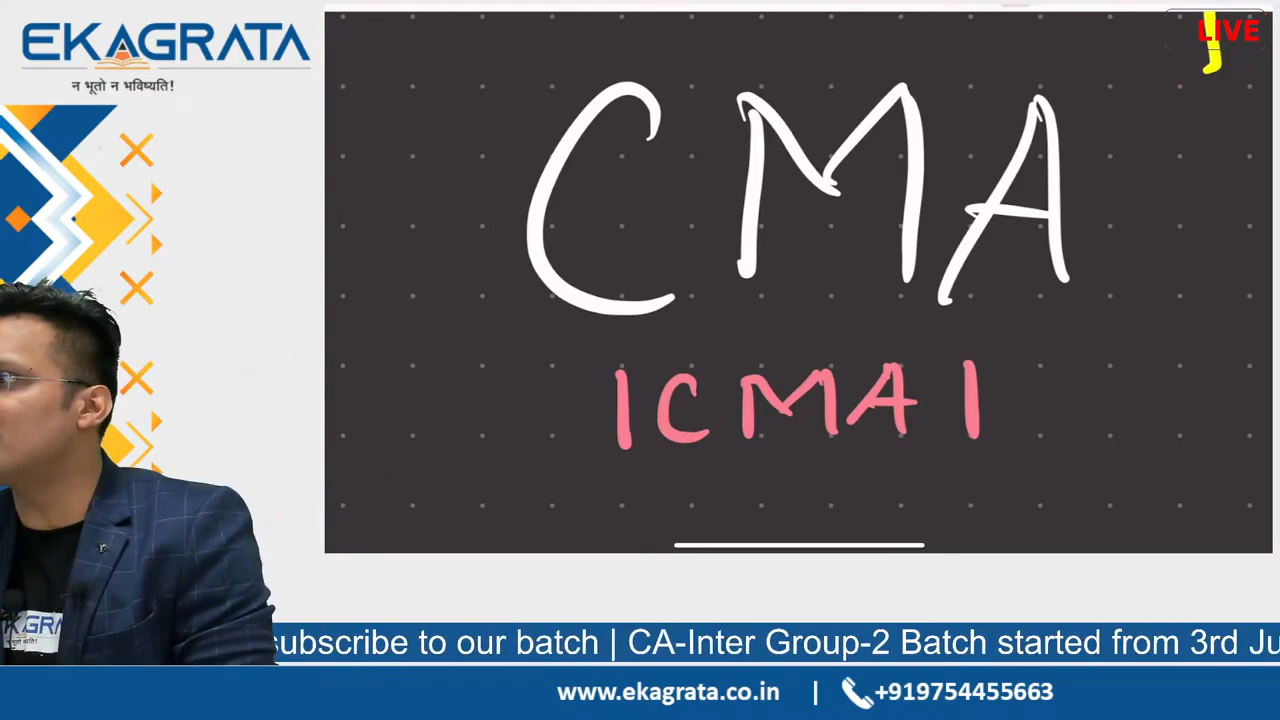 EKAGRATA
न भूतो न भविष्यति!
LIVE
CMA
ICMAI
subscribe to our batch | CA-Inter Group-2 Batch started from 3rd Ju
www.ekagrata.co.in | +919754455663